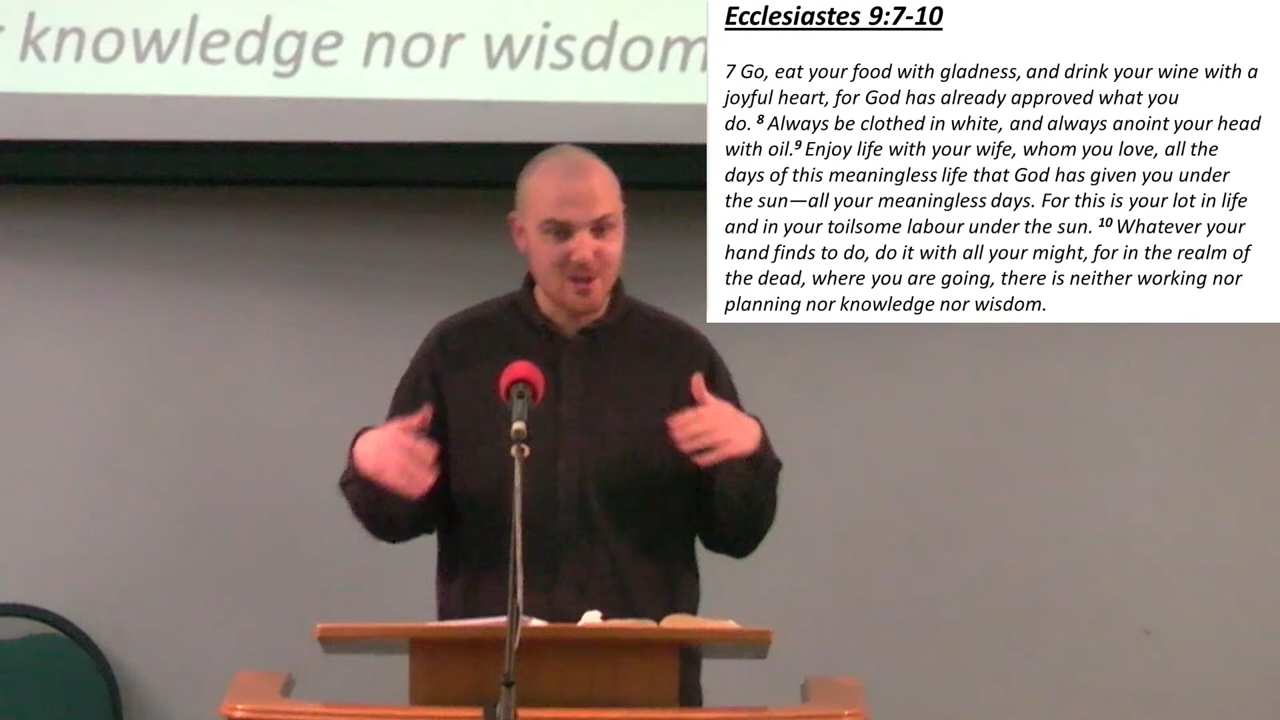 knowledge nor wisdom
Ecclesiastes 9:7-10
7 Go, eat your food with gladness, and drink your wine with a
joyful heart, for God has already approved what you
do. 8 Always be clothed in white, and always anoint your head
with oil.9 Enjoy life with your wife, whom you love, all the
days of this meaningless life that God has given you under
the sun—all your meaningless days. For this is your lot in life
and in your toilsome labour under the sun. 10 Whatever your
hand finds to do, do it with all your might, for in the realm of
the dead, where you are going, there is neither working nor
planning nor knowledge nor wisdom.